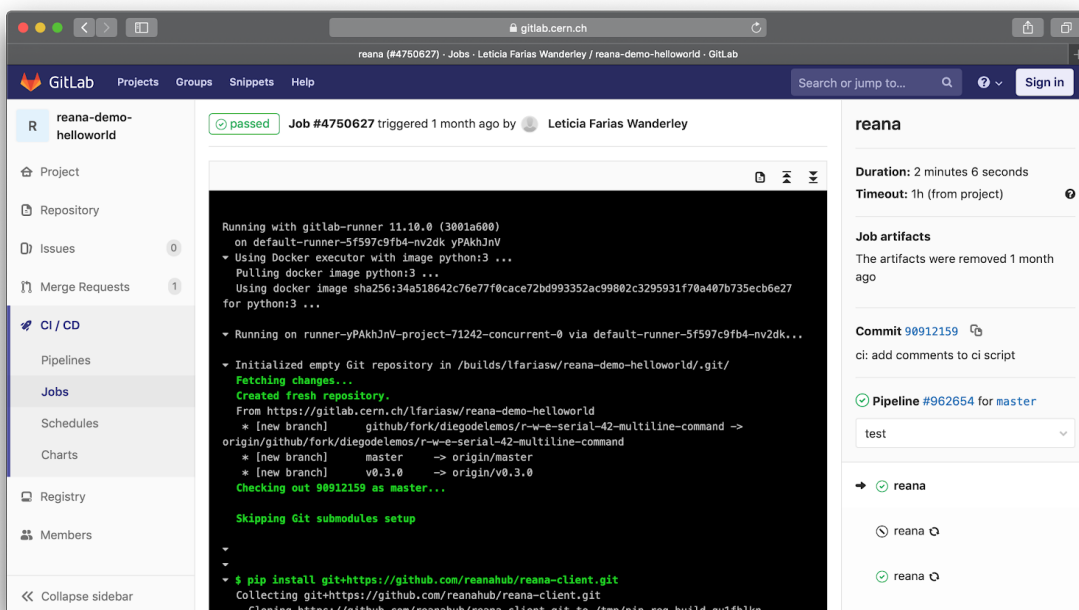 gitlab.cern.ch
reana (#4750627) · Jobs · Leticia Farias Wanderley / reana-demo-helloworld · GitLab
GitLab Projects Groups Snippets Help Search or jump to... Sign in
R
reana-demo-
helloworld
Project
Repository
Issues 0
Merge Requests 1
CI / CD
Pipelines
Jobs
Schedules
Charts
Registry
Members
Collapse sidebar
passed Job #4750627 triggered 1 month ago by Leticia Farias Wanderley
Running with gitlab-runner 11.10.0 (3001a600)
on default-runner-5f597c9fb4-nv2dk yPAkhJnV
Using Docker executor with image python:3 ...
Pulling docker image python:3 ...
Using docker image sha256:34a518642c76e77f0cace72bd993352ac99802c3295931f70a407b735ecb6e27
for python:3 ...
Running on runner-yPAkhJnV-project-71242-concurrent-0 via default-runner-5f597c9fb4-nv2dk...
Initialized empty Git repository in /builds/lfariasw/reana-demo-helloworld/.git/
Fetching changes...
Created fresh repository.
From https://gitlab.cern.ch/lfariasw/reana-demo-helloworld
* [new branch] github/fork/diegodelemos/r-w-e-serial-42-multiline-command ->
origin/github/fork/diegodelemos/r-w-e-serial-42-multiline-command
* [new branch] master -> origin/master
* [new branch] v0.3.0 -> origin/v0.3.0
Checking out 90912159 as master...
Skipping Git submodules setup
$ pip install git+https://github.com/reanahub/reana-client.git
Collecting git+https://github.com/reanahub/reana-client.git
reana
Duration: 2 minutes 6 seconds
Timeout: 1h (from project)
Job artifacts
The artifacts were removed 1 month
ago
Commit 90912159
ci: add comments to ci script
Pipeline #962654 for master
test
reana
reana
reana